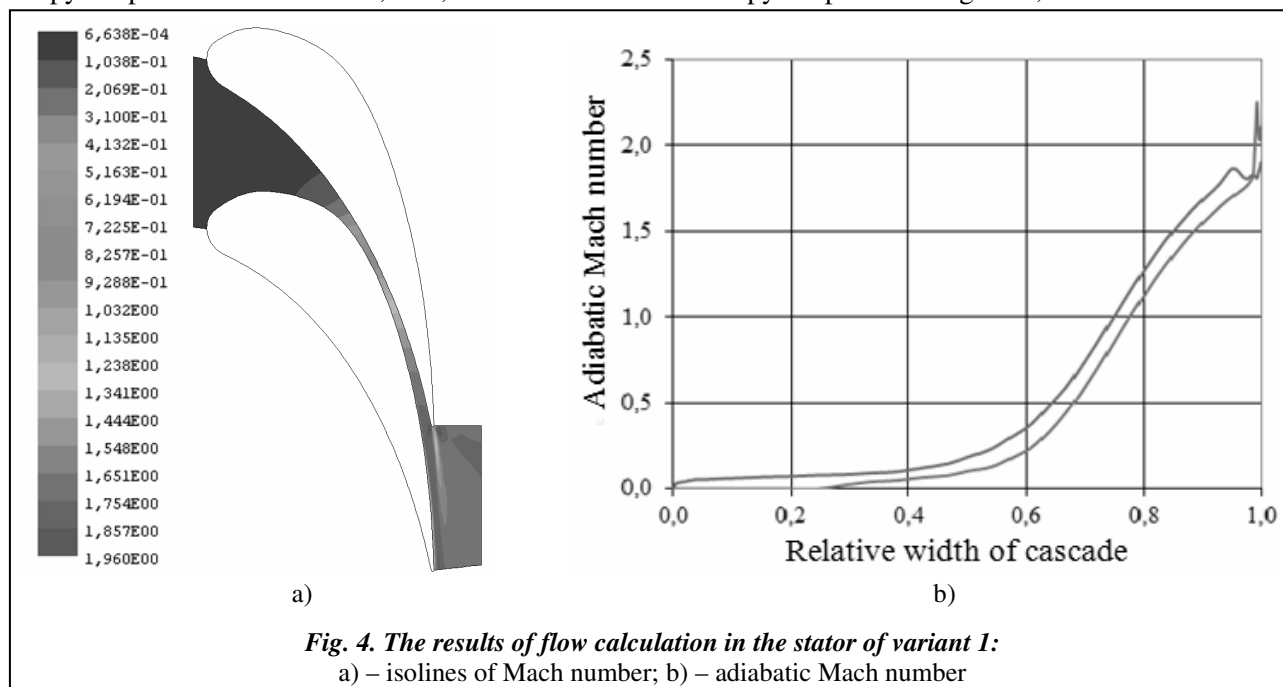 6,638E-04
1,038E-01
2,069E-01
3,100E-01
4,132E-01
5,163E-01
6,194E-01
7,225E-01
8,257E-01
9,288E-01
1,032E00
1,135E00
1,238E00
1,341E00
1,444E00
1,548E00
1,651E00
1,754E00
1,857E00
1,960E00
a)
Adiabatic Mach number
2,5
2,0
1,5
1,0
0,5
0,0
0,0 0,2 0,4 0,6 0,8 1,0
Relative width of cascade
b)
Fig. 4. The results of flow calculation in the stator of variant 1:
a) – isolines of Mach number; b) – adiabatic Mach number